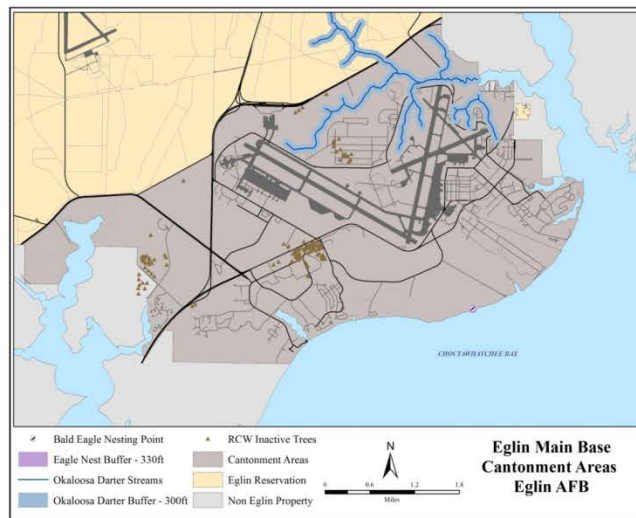 CHOCTAWHATCHEE BAY
Bald Eagle Nesting Point
Eagle Nest Buffer - 330ft
Okaloosa Darter Streams
Okaloosa Darter Buffer - 300ft
RCW Inactive Trees
Cantonment Areas
Eglin Reservation
Non Eglin Property
N
0 0.6 1.2 1.8
Miles
Eglin Main Base
Cantonment Areas
Eglin AFB